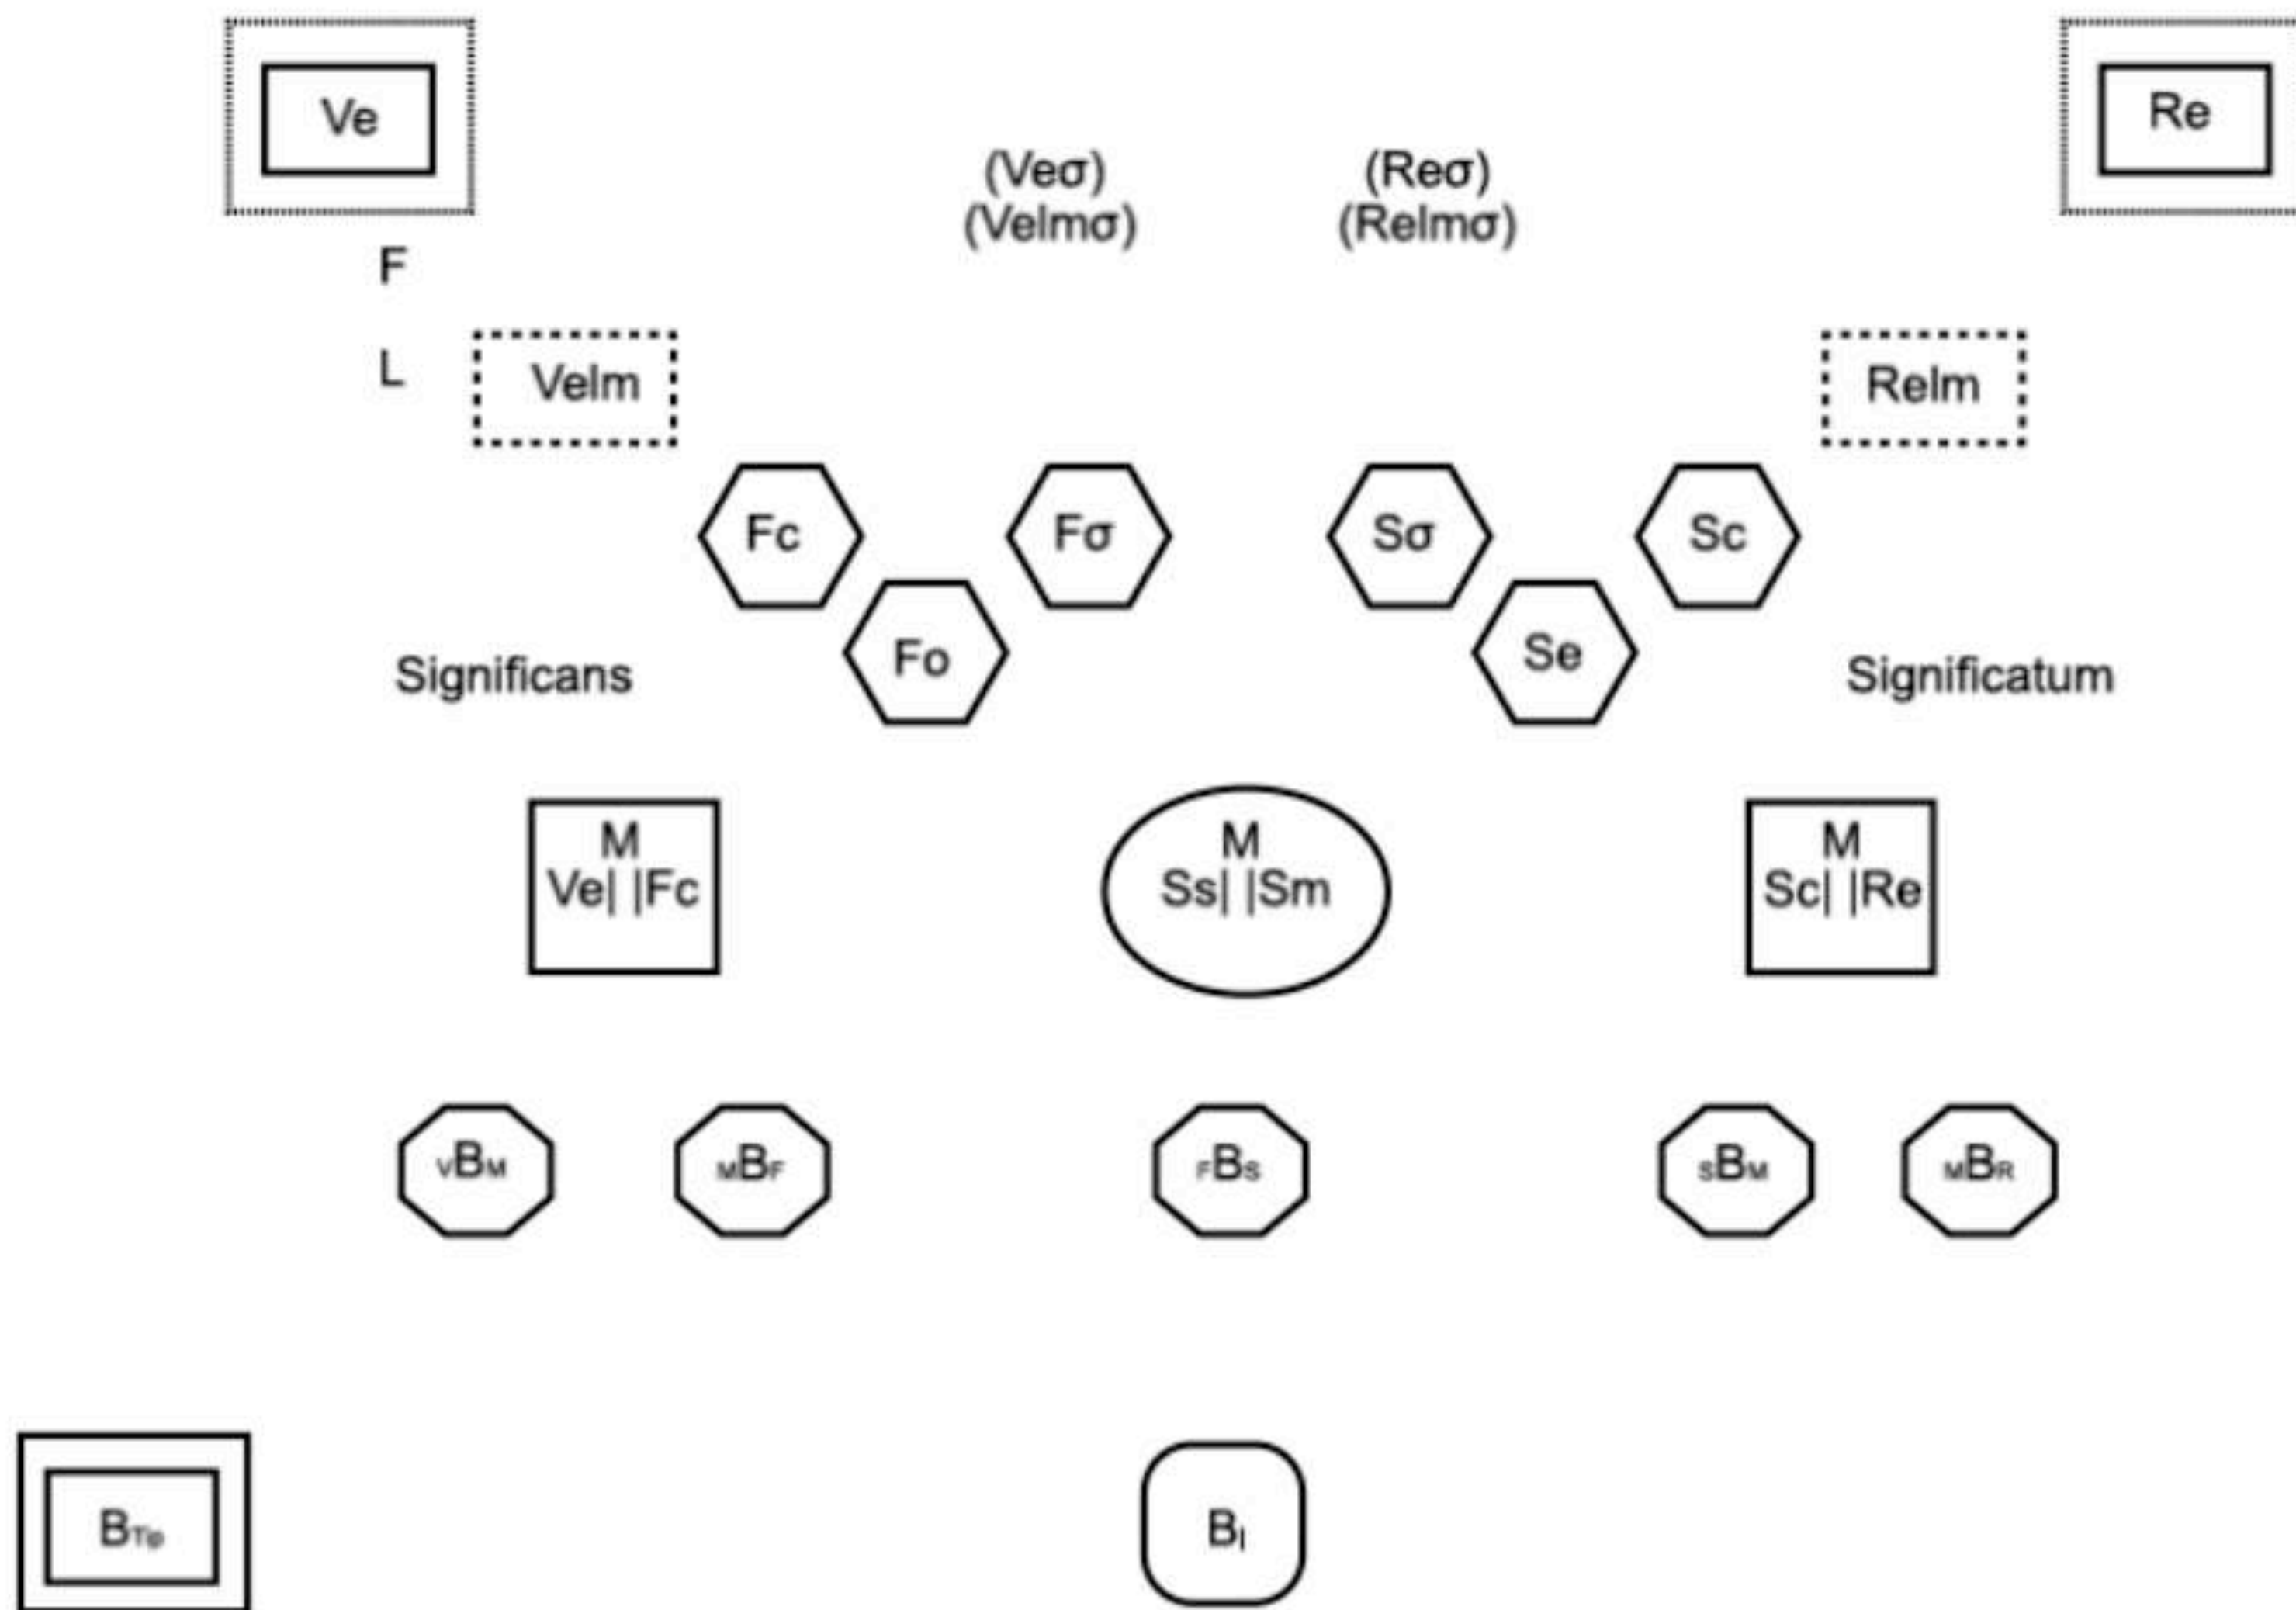 Ve
Re
(Veσ)
(Reσ)
(Velmσ)
(Relmσ)
F
L
Velm
Relm
Fc
Fσ
Sσ
Sc
Fo
Se
Significans
Significatum
M
Ve| |Fc
M
Ss| |Sm
M
Sc| |Re
VBM
MBF
FBS
SBM
MBR
BTip
BI